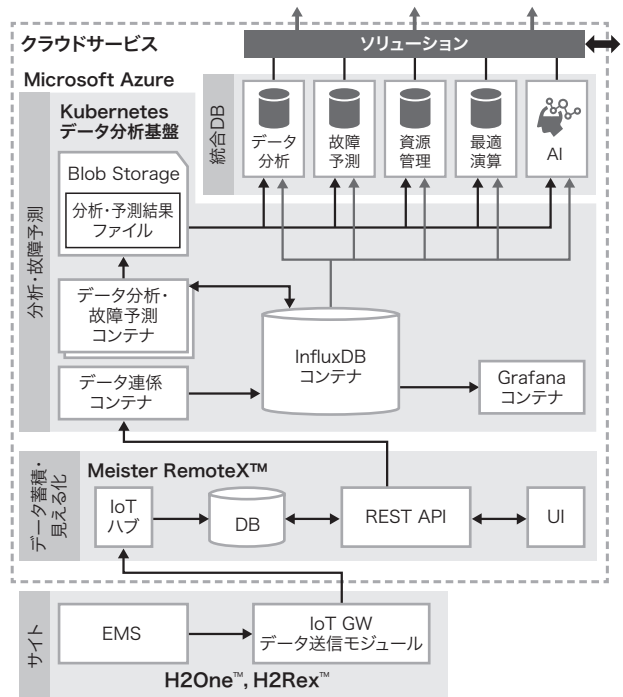 クラウドサービス
ソリューション
Microsoft Azure
統合DB
データ
分析
故障
予測
資源
管理
最適
演算
AI
分析・故障予測
Kubernetes
データ分析基盤
Blob Storage
分析・予測結果
ファイル
データ分析・
故障予測
コンテナ
データ連係
コンテナ
InfluxDB
コンテナ
Grafana
コンテナ
データ蓄積・
見える化
Meister RemoteX™
IoT
ハブ
DB
REST API
UI
サイト
EMS
IoT GW
データ送信モジュール
H2One™, H2Rex™